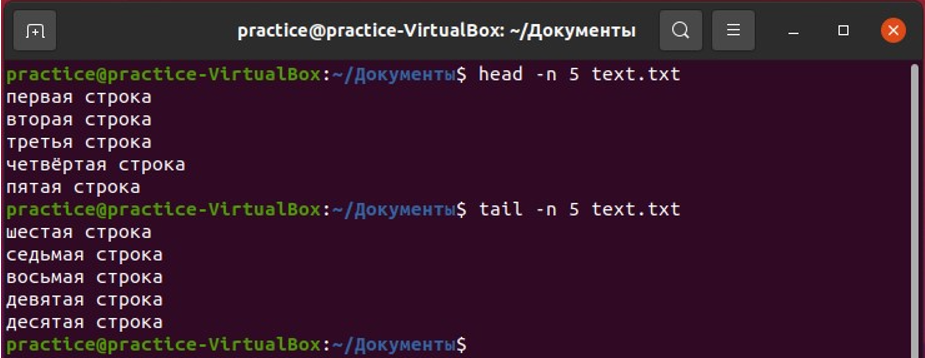 practice@practice-VirtualBox: ~/Документы
practice@practice-VirtualBox:~/Документы$ head -n 5 text.txt
первая строка
вторая строка
третья строка
четвёртая строка
пятая строка
practice@practice-VirtualBox:~/Документы$ tail -n 5 text.txt
шестая строка
седьмая строка
восьмая строка
девятая строка
десятая строка
practice@practice-VirtualBox:~/Документы$